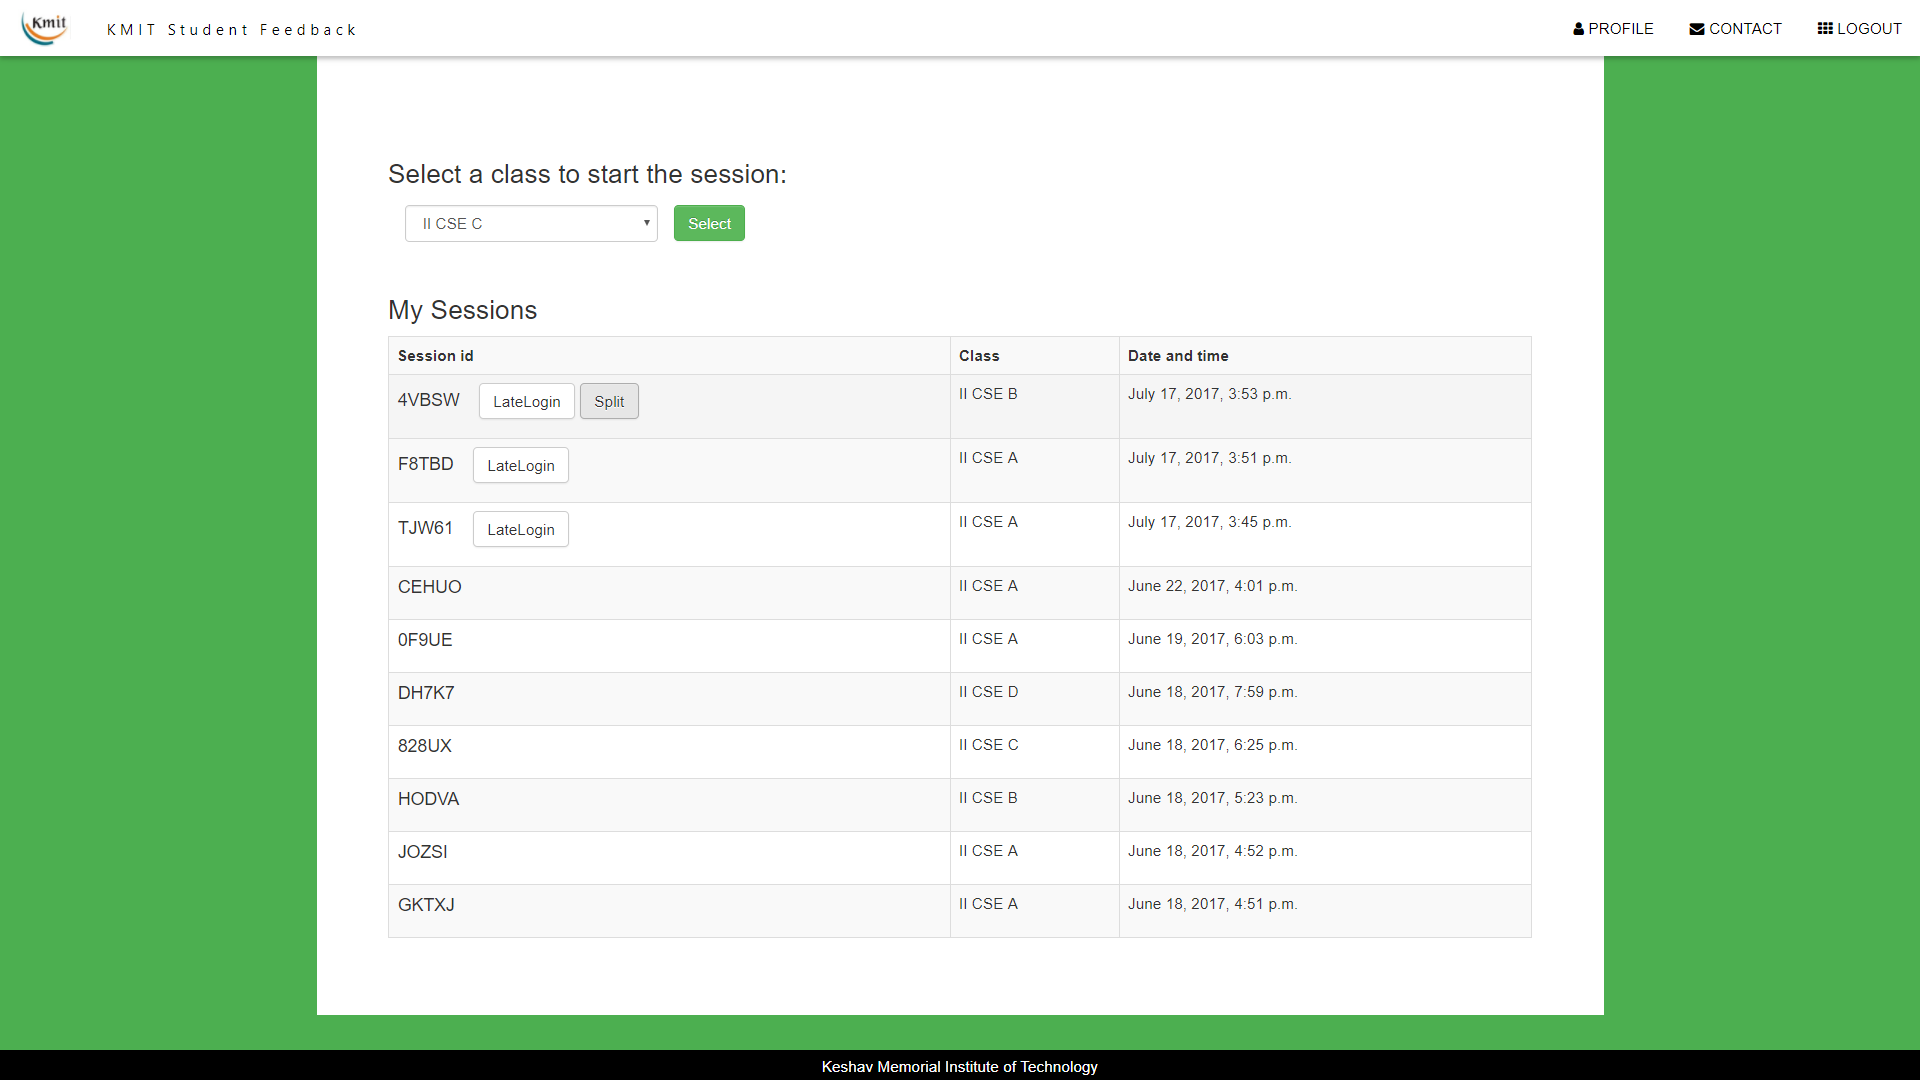 Kmit
KMIT Student Feedback
PROFILE
CONTACT
LOGOUT
Select a class to start the session:
II CSE C
Select
My Sessions
Session id Class Date and time
4VBSW LateLogin Split II CSE B July 17, 2017, 3:53 p.m.
F8TBD LateLogin II CSE A July 17, 2017, 3:51 p.m.
TJW61 LateLogin II CSE A July 17, 2017, 3:45 p.m.
CEHUO II CSE A June 22, 2017, 4:01 p.m.
0F9UE II CSE A June 19, 2017, 6:03 p.m.
DH7K7 II CSE D June 18, 2017, 7:59 p.m.
828UX II CSE C June 18, 2017, 6:25 p.m.
HODVA II CSE B June 18, 2017, 5:23 p.m.
JOZSI II CSE A June 18, 2017, 4:52 p.m.
GKTXJ II CSE A June 18, 2017, 4:51 p.m.
Keshav Memorial Institute of Technology